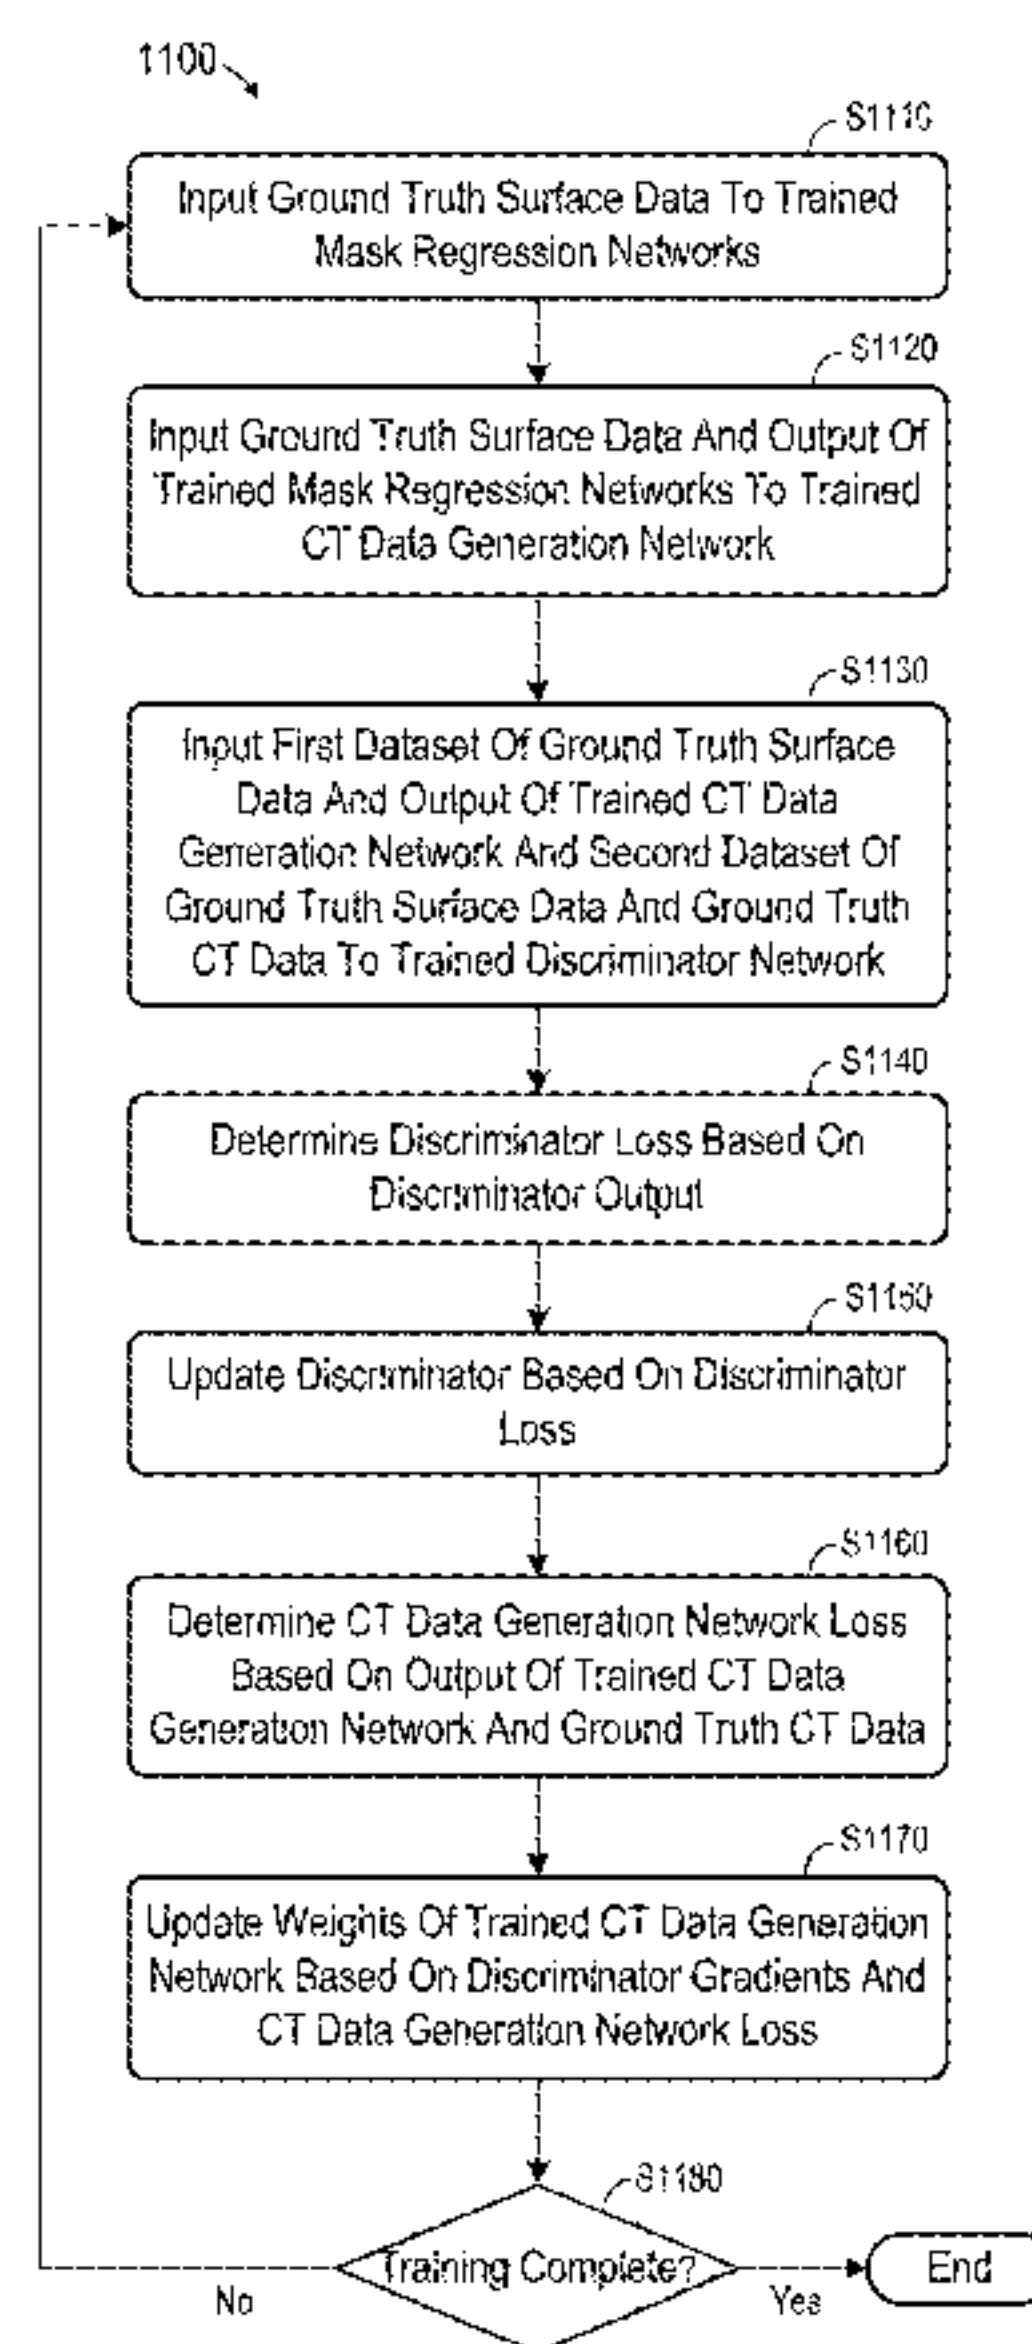 1100
S1110
Input Ground Truth Surface Data To Trained
Mask Regression Networks
S1120
Input Ground Truth Surface Data And Output Of
Trained Mask Regression Networks To Trained
CT Data Generation Network
S1130
Input First Dataset Of Ground Truth Surface
Data And Output Of Trained CT Data
Generation Network And Second Dataset Of
Ground Truth Surface Data And Ground Truth
CT Data To Trained Discriminator Network
S1140
Determine Discriminator Loss Based On
Discriminator Output
S1150
Update Discriminator Based On Discriminator
Loss
S1160
Determine CT Data Generation Network Loss
Based On Output Of Trained CT Data
Generation Network And Ground Truth CT Data
S1170
Update Weights Of Trained CT Data Generation
Network Based On Discriminator Gradients And
CT Data Generation Network Loss
S1180
Training Complete?
End
No
Yes